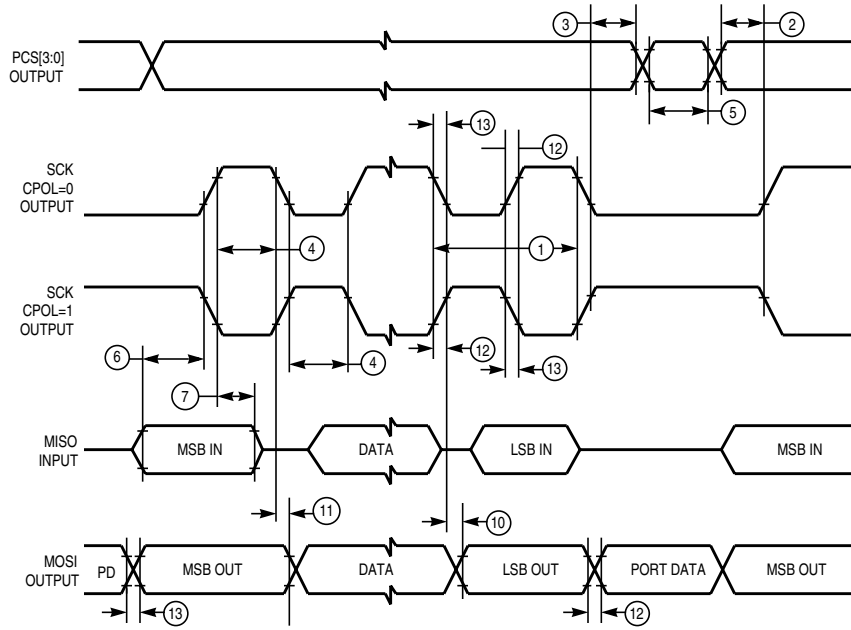 3
2
PCS[3:0]
OUTPUT
5
13
12
SCK
CPOL=0
OUTPUT
4
1
SCK
CPOL=1
OUTPUT
6
12
4
13
7
MISO
INPUT
MSB IN
DATA
LSB IN
MSB IN
11
10
MOSI
OUTPUT
PD
MSB OUT
DATA
LSB OUT
PORT DATA
MSB OUT
13
12